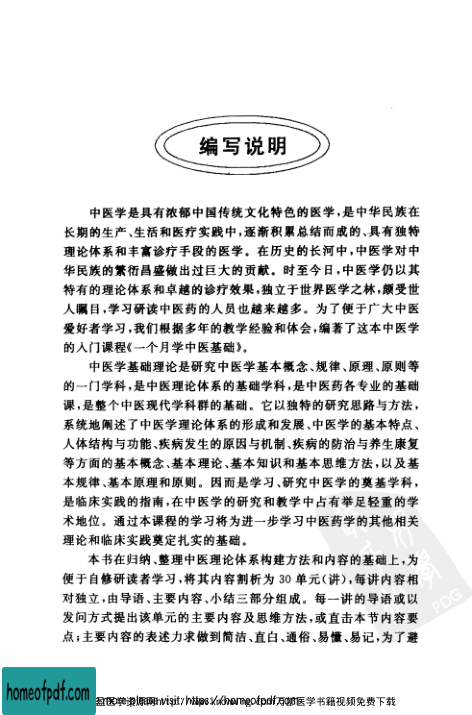 编写说明
中医学是具有浓郁中国传统文化特色的医学,是中华民族在
长期的生产、生活和医疗实践中,逐渐积累总结而成的、具有独特
理论体系和丰富诊疗手段的医学。在历史的长河中,中医学对中
华民族的繁衍昌盛做出过巨大的贡献。时至今日,中医学仍以其
特有的理论体系和卓越的诊疗效果,独立于世界医学之林,颇受世
人瞩目,学习研读中医药的人员也越来越多。为了便于广大中医
爱好者学习,我们根据多年的教学经验和体会,编著了这本中医学
的入门课程《一个月学中医基础》。
中医学基础理论是研究中医学基本概念、规律、原理、原则等
的一门学科,是中医理论体系的基础学科,是中医药各专业的基础
课,是整个中医现代学科群的基础。它以独特的研究思路与方法,
系统地阐述了中医学理论体系的形成和发展、中医学的基本特点、
人体结构与功能、疾病发生的原因与机制、疾病的防治与养生康复
等方面的基本概念、基本理论、基本知识和基本思维方法,以及基
本规律、基本原理和原则。因而是学习、研究中医学的奠基学科,
是临床实践的指南,在中医学的研究和教学中占有举足轻重的学
术地位。通过本课程的学习将为进一步学习中医药学的其他相关
理论和临床实践奠定扎实的基础。
本书在归纳、整理中医理论体系构建方法和内容的基础上,为
便于自修研读者学习,将其内容割析为 30 单元(讲),每讲内容相
对独立,由导语、主要内容、小结三部分组成。每一讲的导语或以
发问方式提出该单元的主要内容及思维方法,或直击本节内容要
点;主要内容的表述力求做到简洁、直白、通俗、易懂、易记,为了避
PDG
homeofpdf.com
more please visit: https://homeofpdf.com
医学书籍视频免费下载